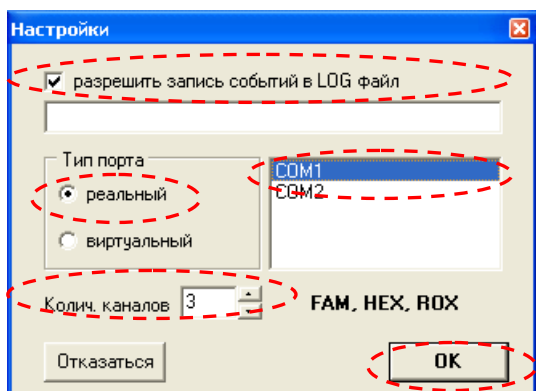 Настройки
разрешить запись событий в LOG файл
Тип порта
реальный
виртуальный
COM1
COM2
Колич. каналов 3
FAM, HEX, ROX
Отказаться
OK